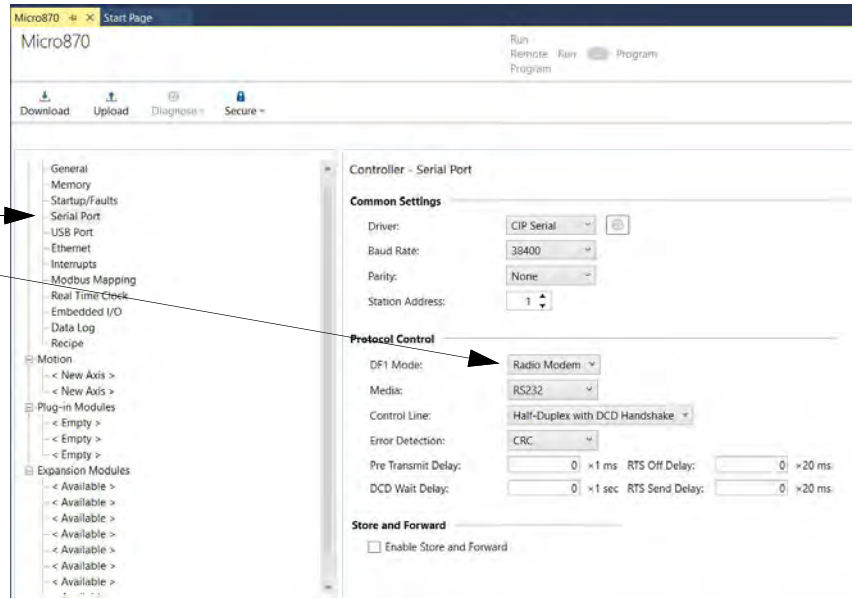 Micro870
Start Page
Micro870
Run
Remote Run Program
Program
Download Upload Diagnose Secure
General
Memory
Startup/Faults
Serial Port
USB Port
Ethernet
Interrupts
Modbus Mapping
Real Time Clock
Embedded I/O
Data Log
Recipe
Motion
< New Axis >
< New Axis >
Plug-in Modules
< Empty >
< Empty >
< Empty >
Expansion Modules
< Available >
< Available >
< Available >
< Available >
< Available >
< Available >
< Available >
Controller - Serial Port
Common Settings
Driver: CIP Serial
Baud Rate: 38400
Parity: None
Station Address: 1
Protocol Control
DF1 Mode: Radio Modem
Media: RS232
Control Line: Half-Duplex with DCD Handshake
Error Detection: CRC
Pre Transmit Delay: 0 ×1 ms RTS Off Delay: 0 ×20 ms
DCD Wait Delay: 0 ×1 sec RTS Send Delay: 0 ×20 ms
Store and Forward
Enable Store and Forward